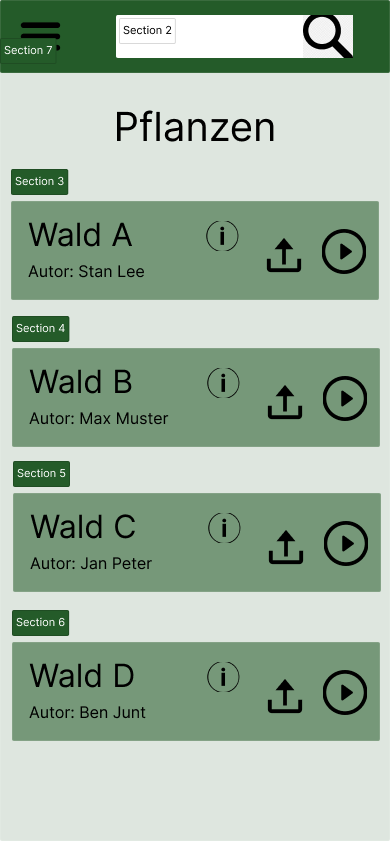 Section 7
Section 2
Pflanzen
Section 3
Wald A
i
Autor: Stan Lee
Section 4
Wald B
i
Autor: Max Muster
Section 5
Wald C
i
Autor: Jan Peter
Section 6
Wald D
i
Autor: Ben Junt